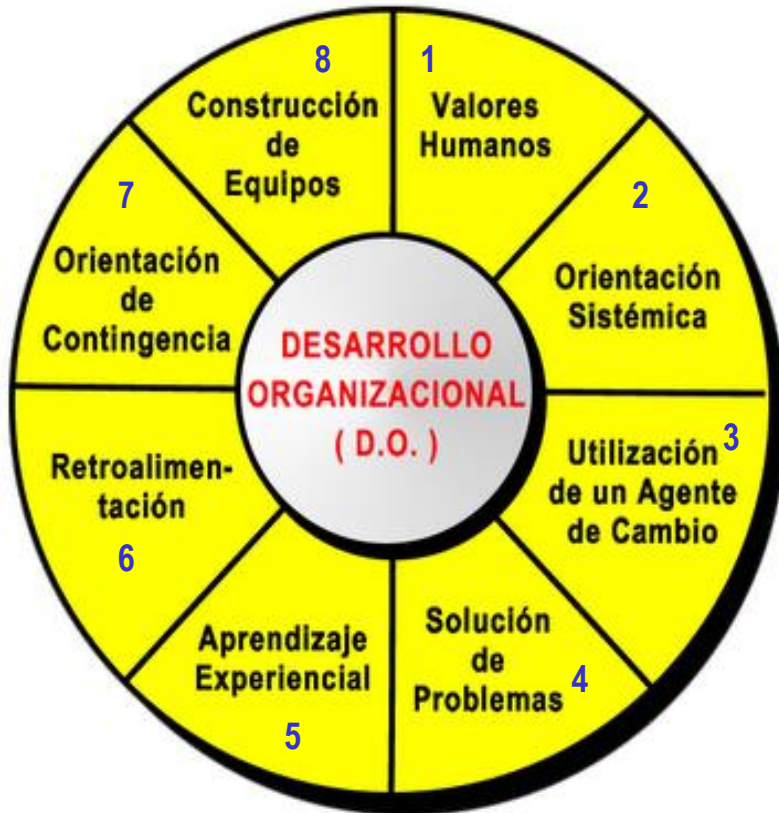 DESARROLLO
ORGANIZACIONAL
( D.O. )
1
Valores
Humanos
2
Orientación
Sistémica
3
Utilización
de un Agente
de Cambio
Solución
de
Problemas
4
Aprendizaje
Experiencial
5
Retroalimen-
tación
6
7
Orientación
de
Contingencia
8
Construcción
de
Equipos